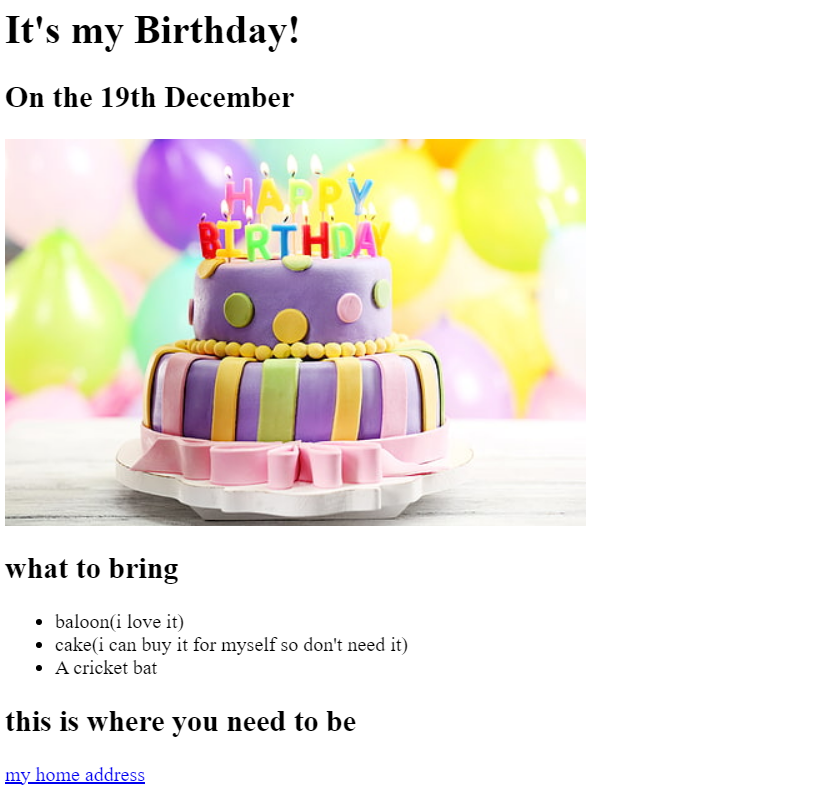 It's my Birthday!
On the 19th December
HAPPY
BIRTHDAY
what to bring
baloon(i love it)
cake(i can buy it for myself so don't need it)
A cricket bat
this is where you need to be
my home address